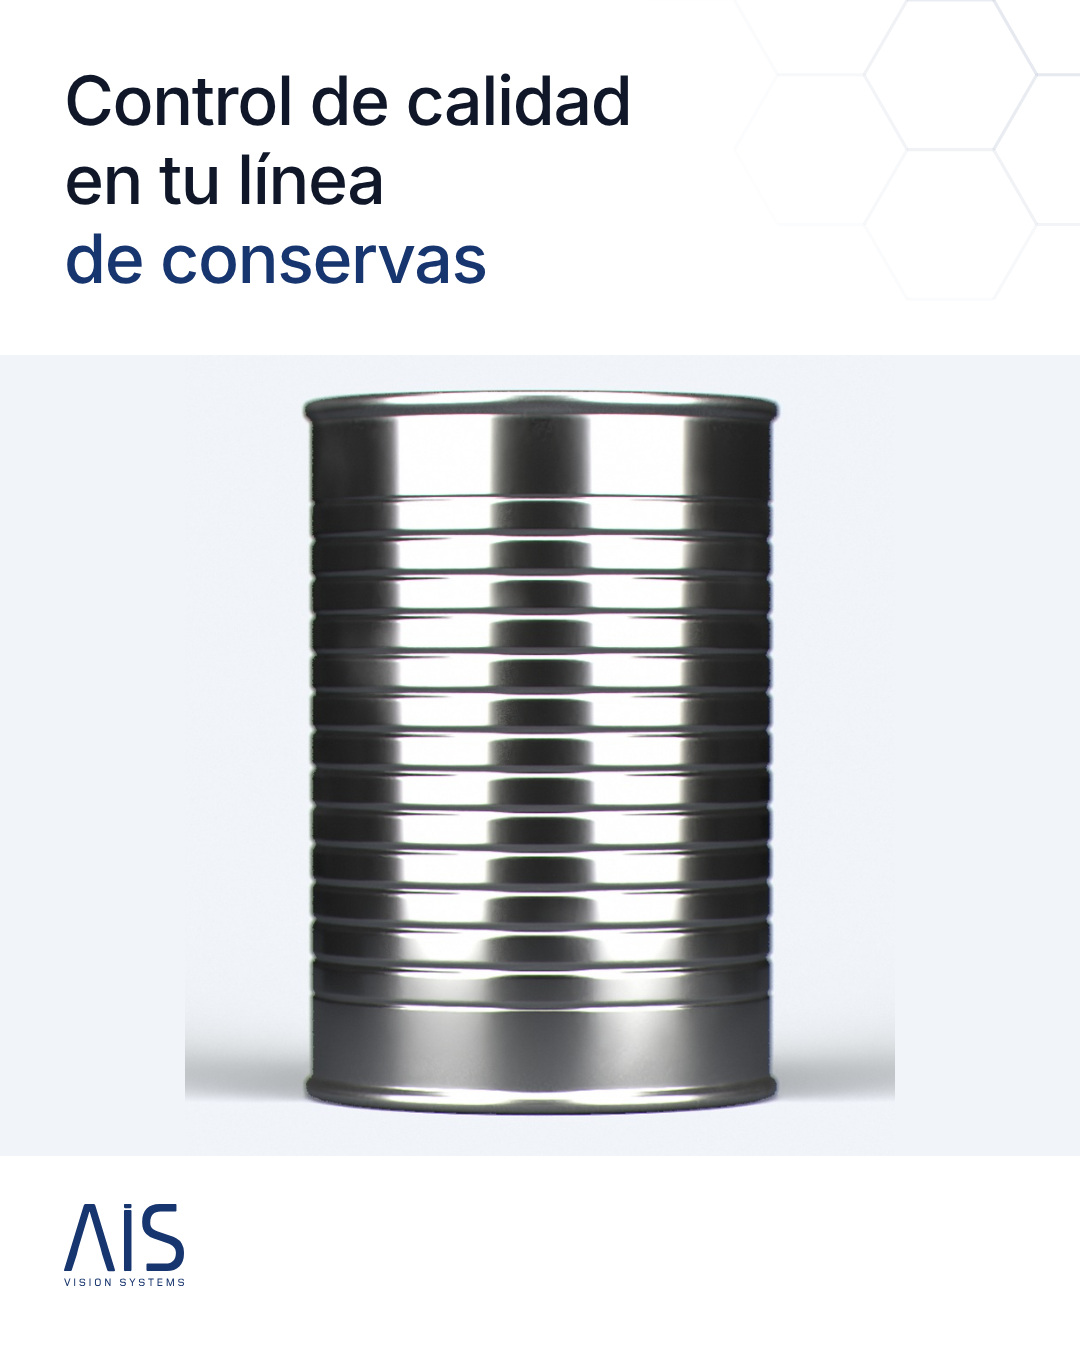 Control de calidad
en tu línea
de conservas
AiS
VISION SYSTEMS